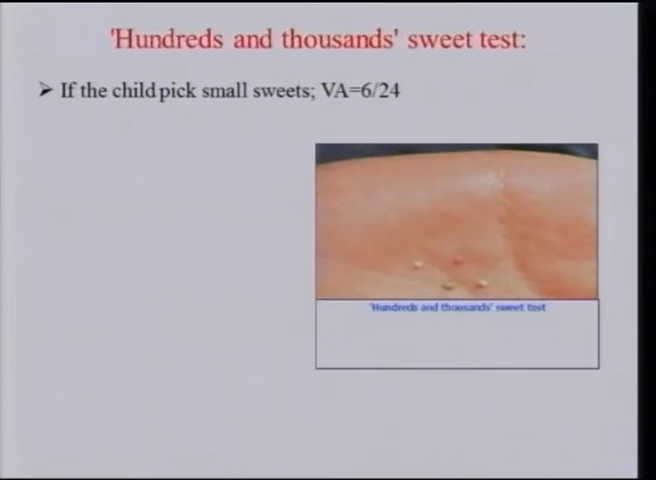 'Hundreds and thousands' sweet test:
➤ If the child pick small sweets; VA=6/24
'Hundreds and thousands' sweet test